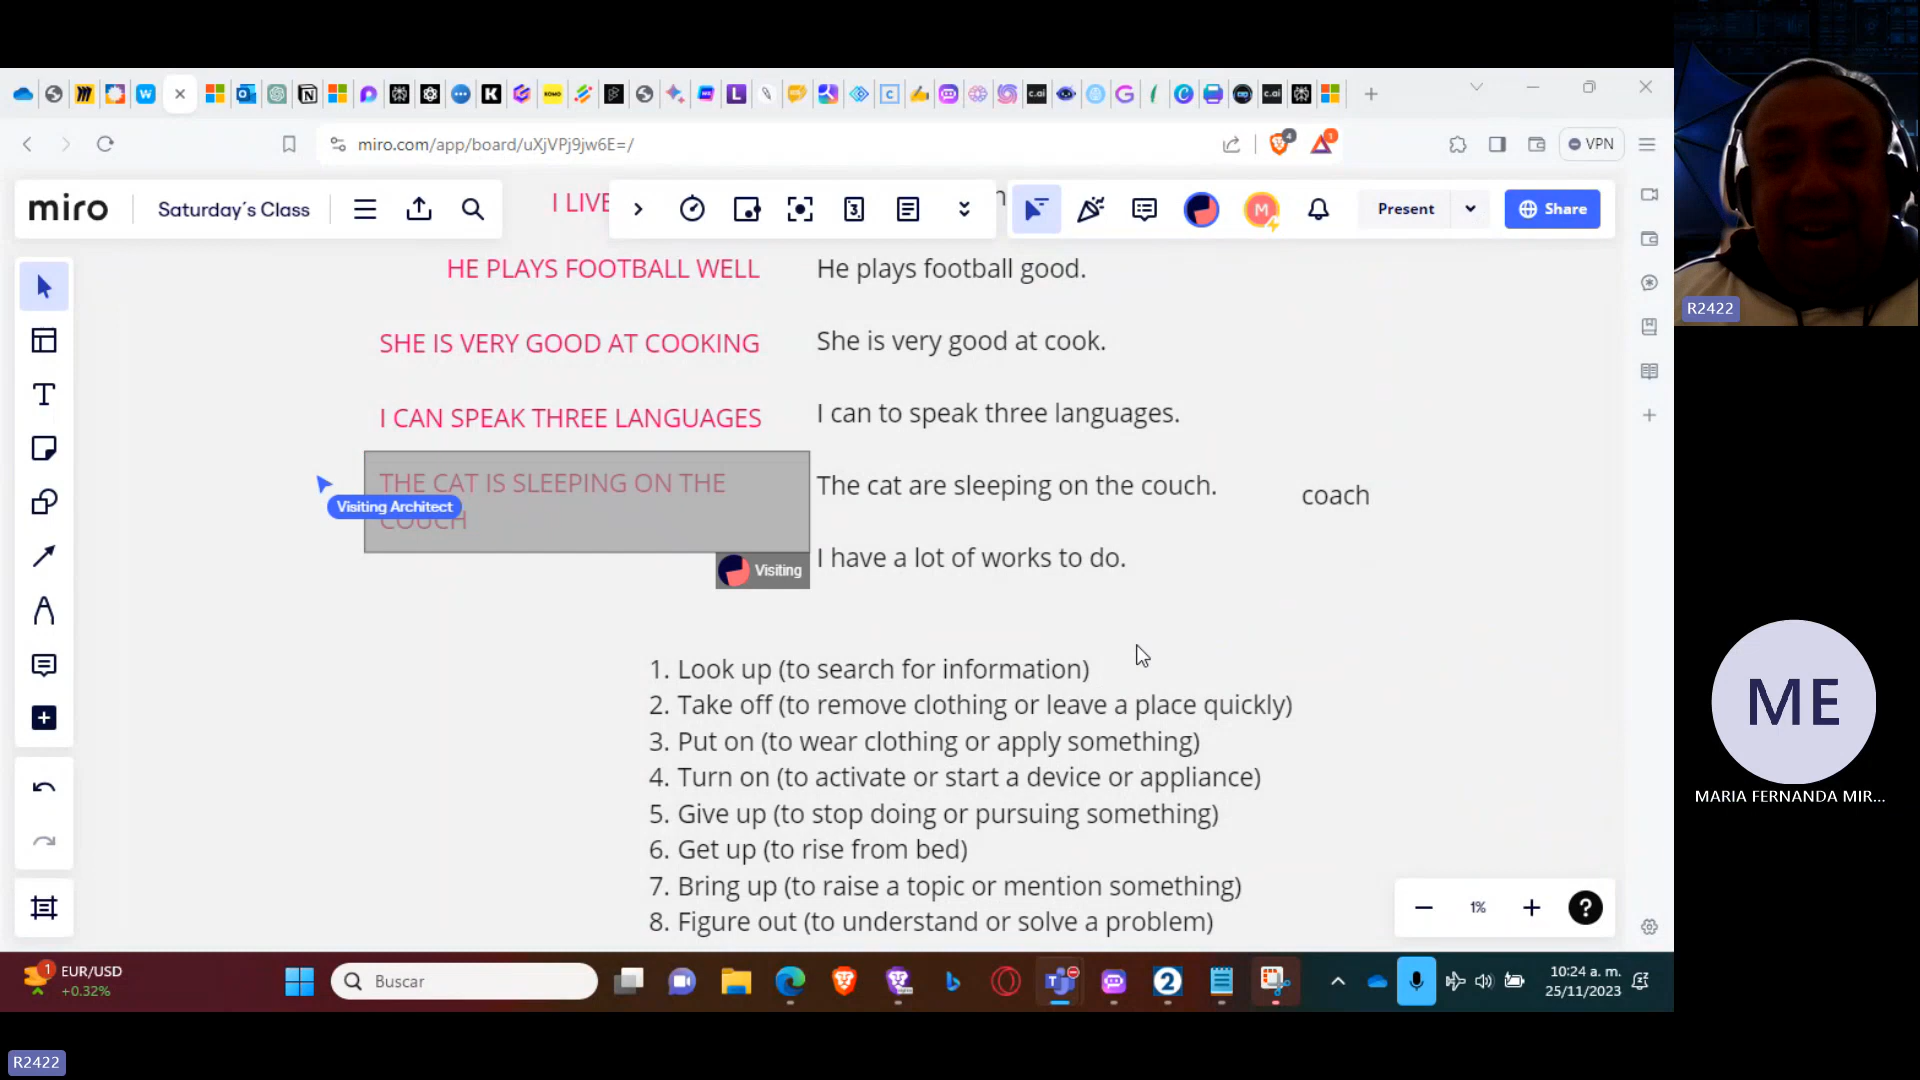 miro.com/app/board/uXjVPj9jw6E=/
VPN
miro
Saturday´s Class
I LIVE
Present
Share
HE PLAYS FOOTBALL WELL
He plays football good.
SHE IS VERY GOOD AT COOKING
She is very good at cook.
I CAN SPEAK THREE LANGUAGES
I can to speak three languages.
THE CAT IS SLEEPING ON THE
COUCH
Visiting Architect
The cat are sleeping on the couch.
coach
Visiting
I have a lot of works to do.
1. Look up (to search for information)
2. Take off (to remove clothing or leave a place quickly)
3. Put on (to wear clothing or apply something)
4. Turn on (to activate or start a device or appliance)
5. Give up (to stop doing or pursuing something)
6. Get up (to rise from bed)
7. Bring up (to raise a topic or mention something)
8. Figure out (to understand or solve a problem)
1%
R2422
ME
MARIA FERNANDA MIR...
EUR/USD
+0.32%
Buscar
10:24 a. m.
25/11/2023
R2422